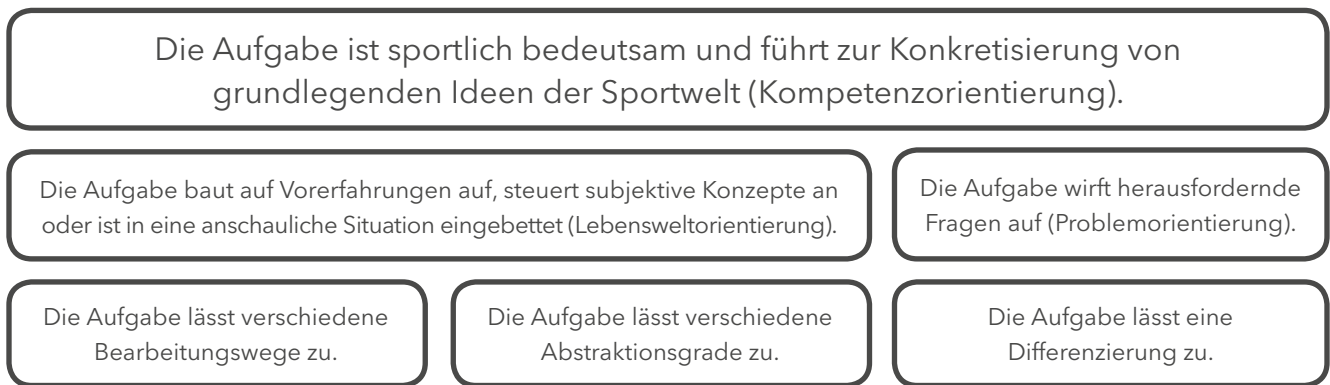 Die Aufgabe ist sportlich bedeutsam und führt zur Konkretisierung von
grundlegenden Ideen der Sportwelt (Kompetenzorientierung).
Die Aufgabe baut auf Vorerfahrungen auf, steuert subjektive Konzepte an
oder ist in eine anschauliche Situation eingebettet (Lebensweltorientierung).
Die Aufgabe wirft herausfordernde
Fragen auf (Problemorientierung).
Die Aufgabe lässt verschiedene
Bearbeitungswege zu.
Die Aufgabe lässt verschiedene
Abstraktionsgrade zu.
Die Aufgabe lässt eine
Differenzierung zu.